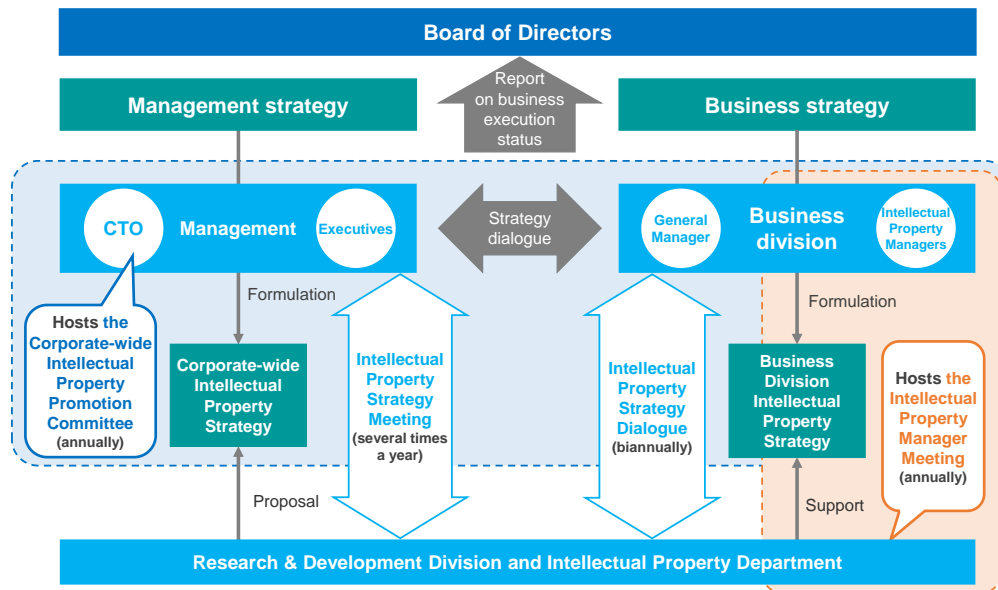 Board of Directors
Management strategy
Report
on business
execution
status
Business strategy
CTO
Management
Executives
Strategy
dialogue
General
Manager
Business
division
Intellectual
Property
Managers
Formulation
Formulation
Hosts the
Corporate-wide
Intellectual
Property
Promotion
Committee
(annually)
Corporate-wide
Intellectual
Property
Strategy
Intellectual
Property
Strategy
Meeting
(several times
a year)
Intellectual
Property
Strategy
Dialogue
(biannually)
Business
Division
Intellectual
Property
Strategy
Hosts the
Intellectual
Property
Manager
Meeting
(annually)
Proposal
Support
Research & Development Division and Intellectual Property Department